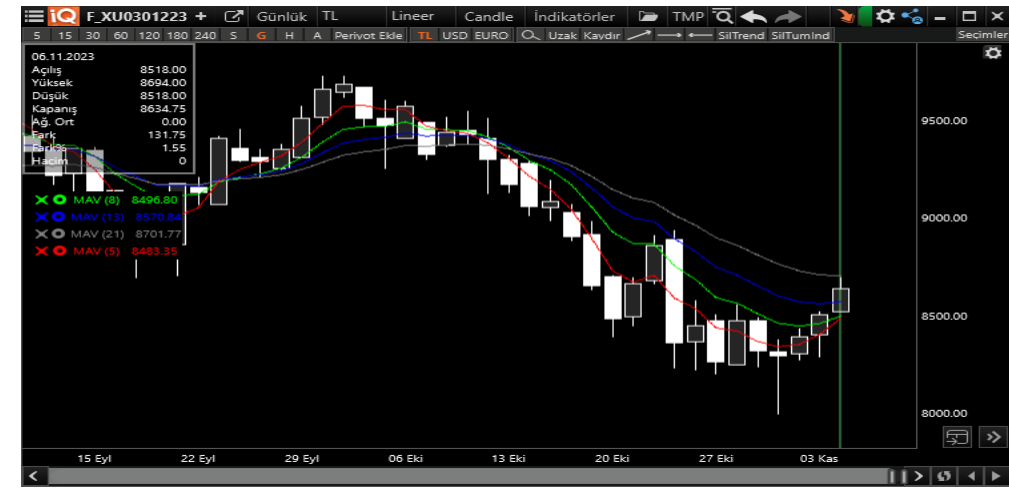 iQ F_XU0301223 + Günlük TL Lineer Candle İndikatörler TMP
5 15 30 60 120 180 240 S G H A Periyot Ekle TL USD EURO Uzak Kaydır SilTrend SilTumInd Seçimler
06.11.2023
Açılış 8518.00
Yüksek 8694.00
Düşük 8518.00
Kapanış 8634.75
Ağ. Ort 0.00
Fark 131.75
Fark% 1.55
Hacim 0
MAV (8) 8496.80
MAV (13) 8570.84
MAV (21) 8701.77
MAV (5) 8483.35
9500.00
9000.00
8500.00
8000.00
15 Eyl 22 Eyl 29 Eyl 06 Eki 13 Eki 20 Eki 27 Eki 03 Kas